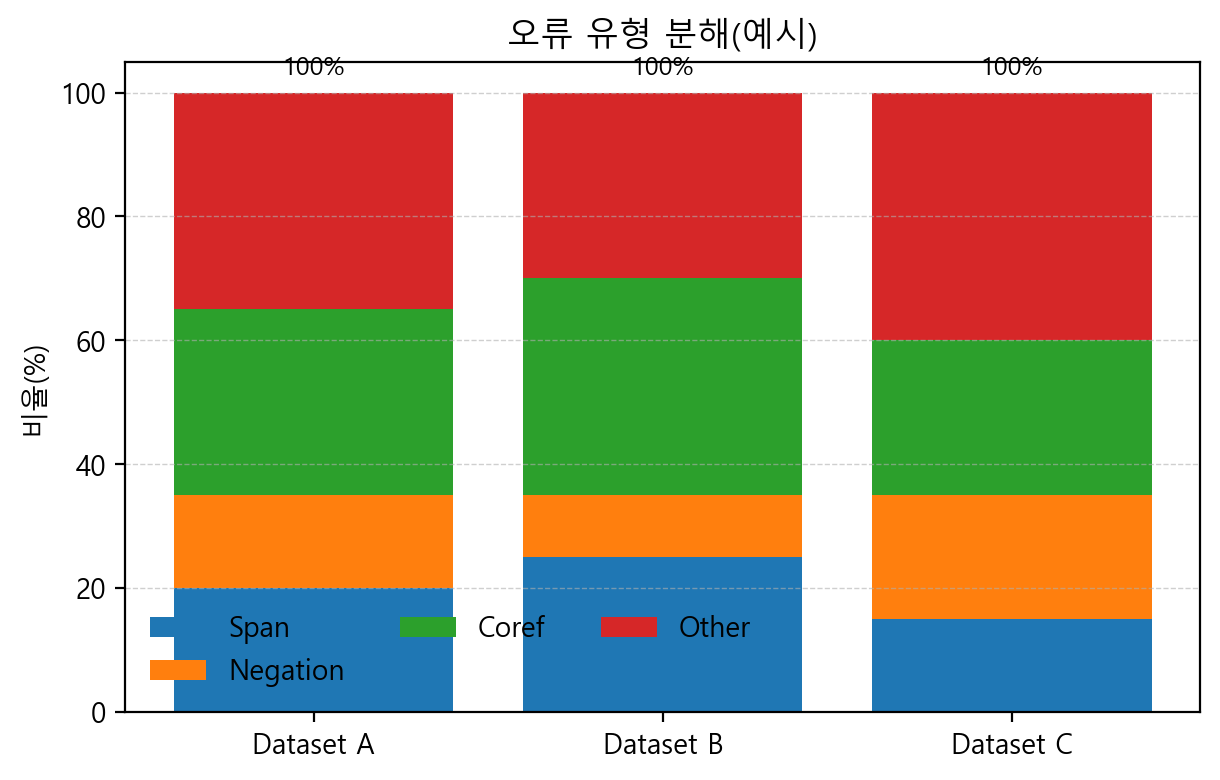 오류 유형 분해(예시)
100% 100% 100%
비율(%)
100
80
60
40
20
0
Span Coref Other
Negation
Dataset A Dataset B Dataset C